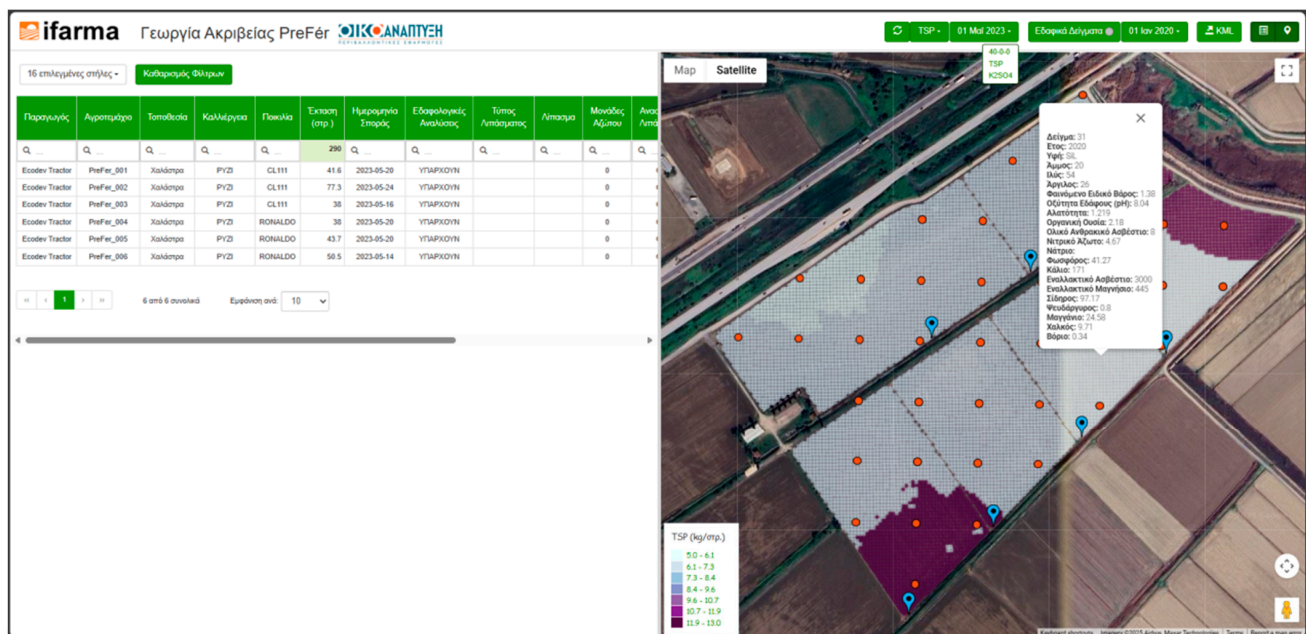 ifarma Γεωργία Ακριβείας PreFér ΟΙΚΟΑΝΑΠΤΥΞΗ
ΠΕΡΙΒΑΛΛΟΝΤΙΚΕΣ ΕΦΑΡΜΟΓΕΣ
TSP 01 Μαΐ 2023 Εδαφικά Δείγματα 01 Ιαν 2020 KML
40-0-0
TSP
K2SO4
16 επιλεγμένες στήλες Καθαρισμός Φίλτρων
Παραγωγός Αγροτεμάχιο Τοποθεσία Καλλιέργεια Ποικιλία Έκταση (στρ.) Ημερομηνία Σποράς Εδαφολογικές Αναλύσεις Τύπος Λιπάσματος Λίπασμα Μονάδες Αζώτου
290
Ecodev Tractor PreFer_001 Χαλάστρα ΡΥΖΙ CL111 41.6 2023-05-20 ΥΠΑΡΧΟΥΝ 0
Ecodev Tractor PreFer_002 Χαλάστρα ΡΥΖΙ CL111 77.3 2023-05-24 ΥΠΑΡΧΟΥΝ 0
Ecodev Tractor PreFer_003 Χαλάστρα ΡΥΖΙ CL111 38 2023-05-16 ΥΠΑΡΧΟΥΝ 0
Ecodev Tractor PreFer_004 Χαλάστρα ΡΥΖΙ RONALDO 38 2023-05-20 ΥΠΑΡΧΟΥΝ 0
Ecodev Tractor PreFer_005 Χαλάστρα ΡΥΖΙ RONALDO 43.7 2023-05-20 ΥΠΑΡΧΟΥΝ 0
Ecodev Tractor PreFer_006 Χαλάστρα ΡΥΖΙ RONALDO 50.5 2023-05-14 ΥΠΑΡΧΟΥΝ 0
1 6 από 6 συνολικά Εμφάνιση ανά: 10
Map Satellite
Δείγμα: 31
Έτος: 2020
Υφή: SiL
Άμμος: 20
Ιλύς: 54
Άργιλος: 26
Φαινόμενο Ειδικό Βάρος: 1.38
Οξύτητα Εδάφους (pH): 8.04
Αλατότητα: 1.219
Οργανική Ουσία: 2.18
Ολικό Ανθρακικό Ασβέστιο: 8
Νιτρικό Άζωτο: 4.67
Νάτριο:
Φωσφόρος: 41.27
Κάλιο: 171
Εναλλακτικό Ασβέστιο: 3000
Εναλλακτικό Μαγνήσιο: 445
Σίδηρος: 97.17
Ψευδάργυρος: 0.8
Μαγγάνιο: 24.58
Χαλκός: 9.71
Βόριο: 0.34
TSP (kg/στρ.)
5.0 - 6.1
6.1 - 7.3
7.3 - 8.4
8.4 - 9.6
9.6 - 10.7
10.7 - 11.9
11.9 - 13.0
Keyboard shortcuts Imagery ©2025 Airbus, Maxar Technologies Terms Report a map error